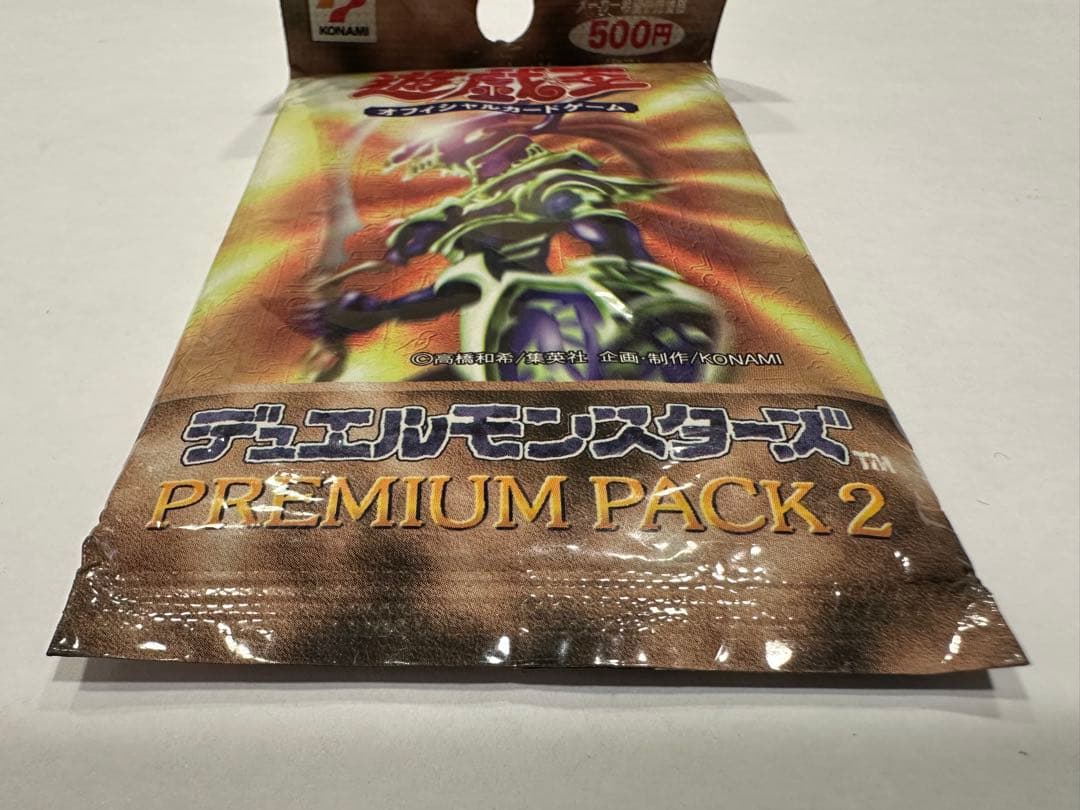 KONAMI
500円
遊戯王
オフィシャルカードゲーム
©高橋和希/集英社 企画・制作/KONAMI
デュエルモンスターズ™
PREMIUM PACK 2